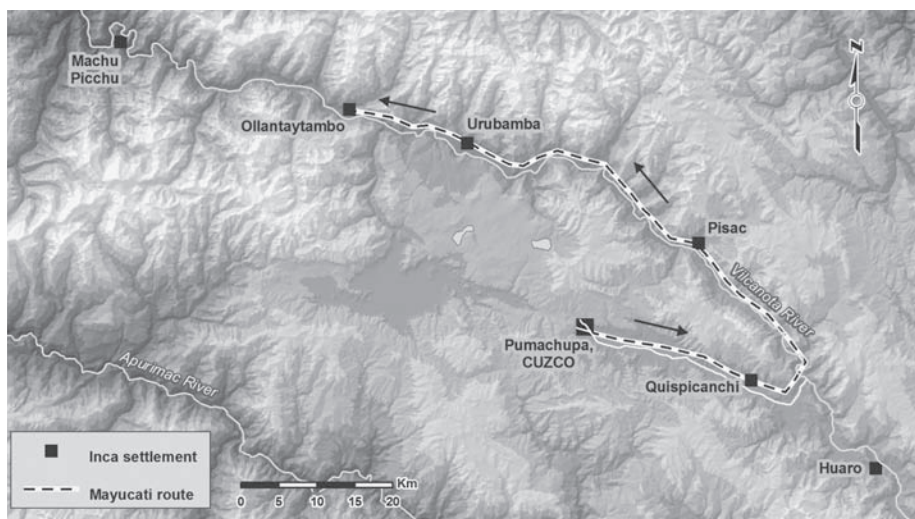 N
Machu
Picchu
Ollantaytambo
Urubamba
Pisac
Vilcanota River
Pumachupa,
CUZCO
Quispicanchi
Apurimac River
Huaro
Inca settlement
Mayucati route
Km
0 5 10 15 20